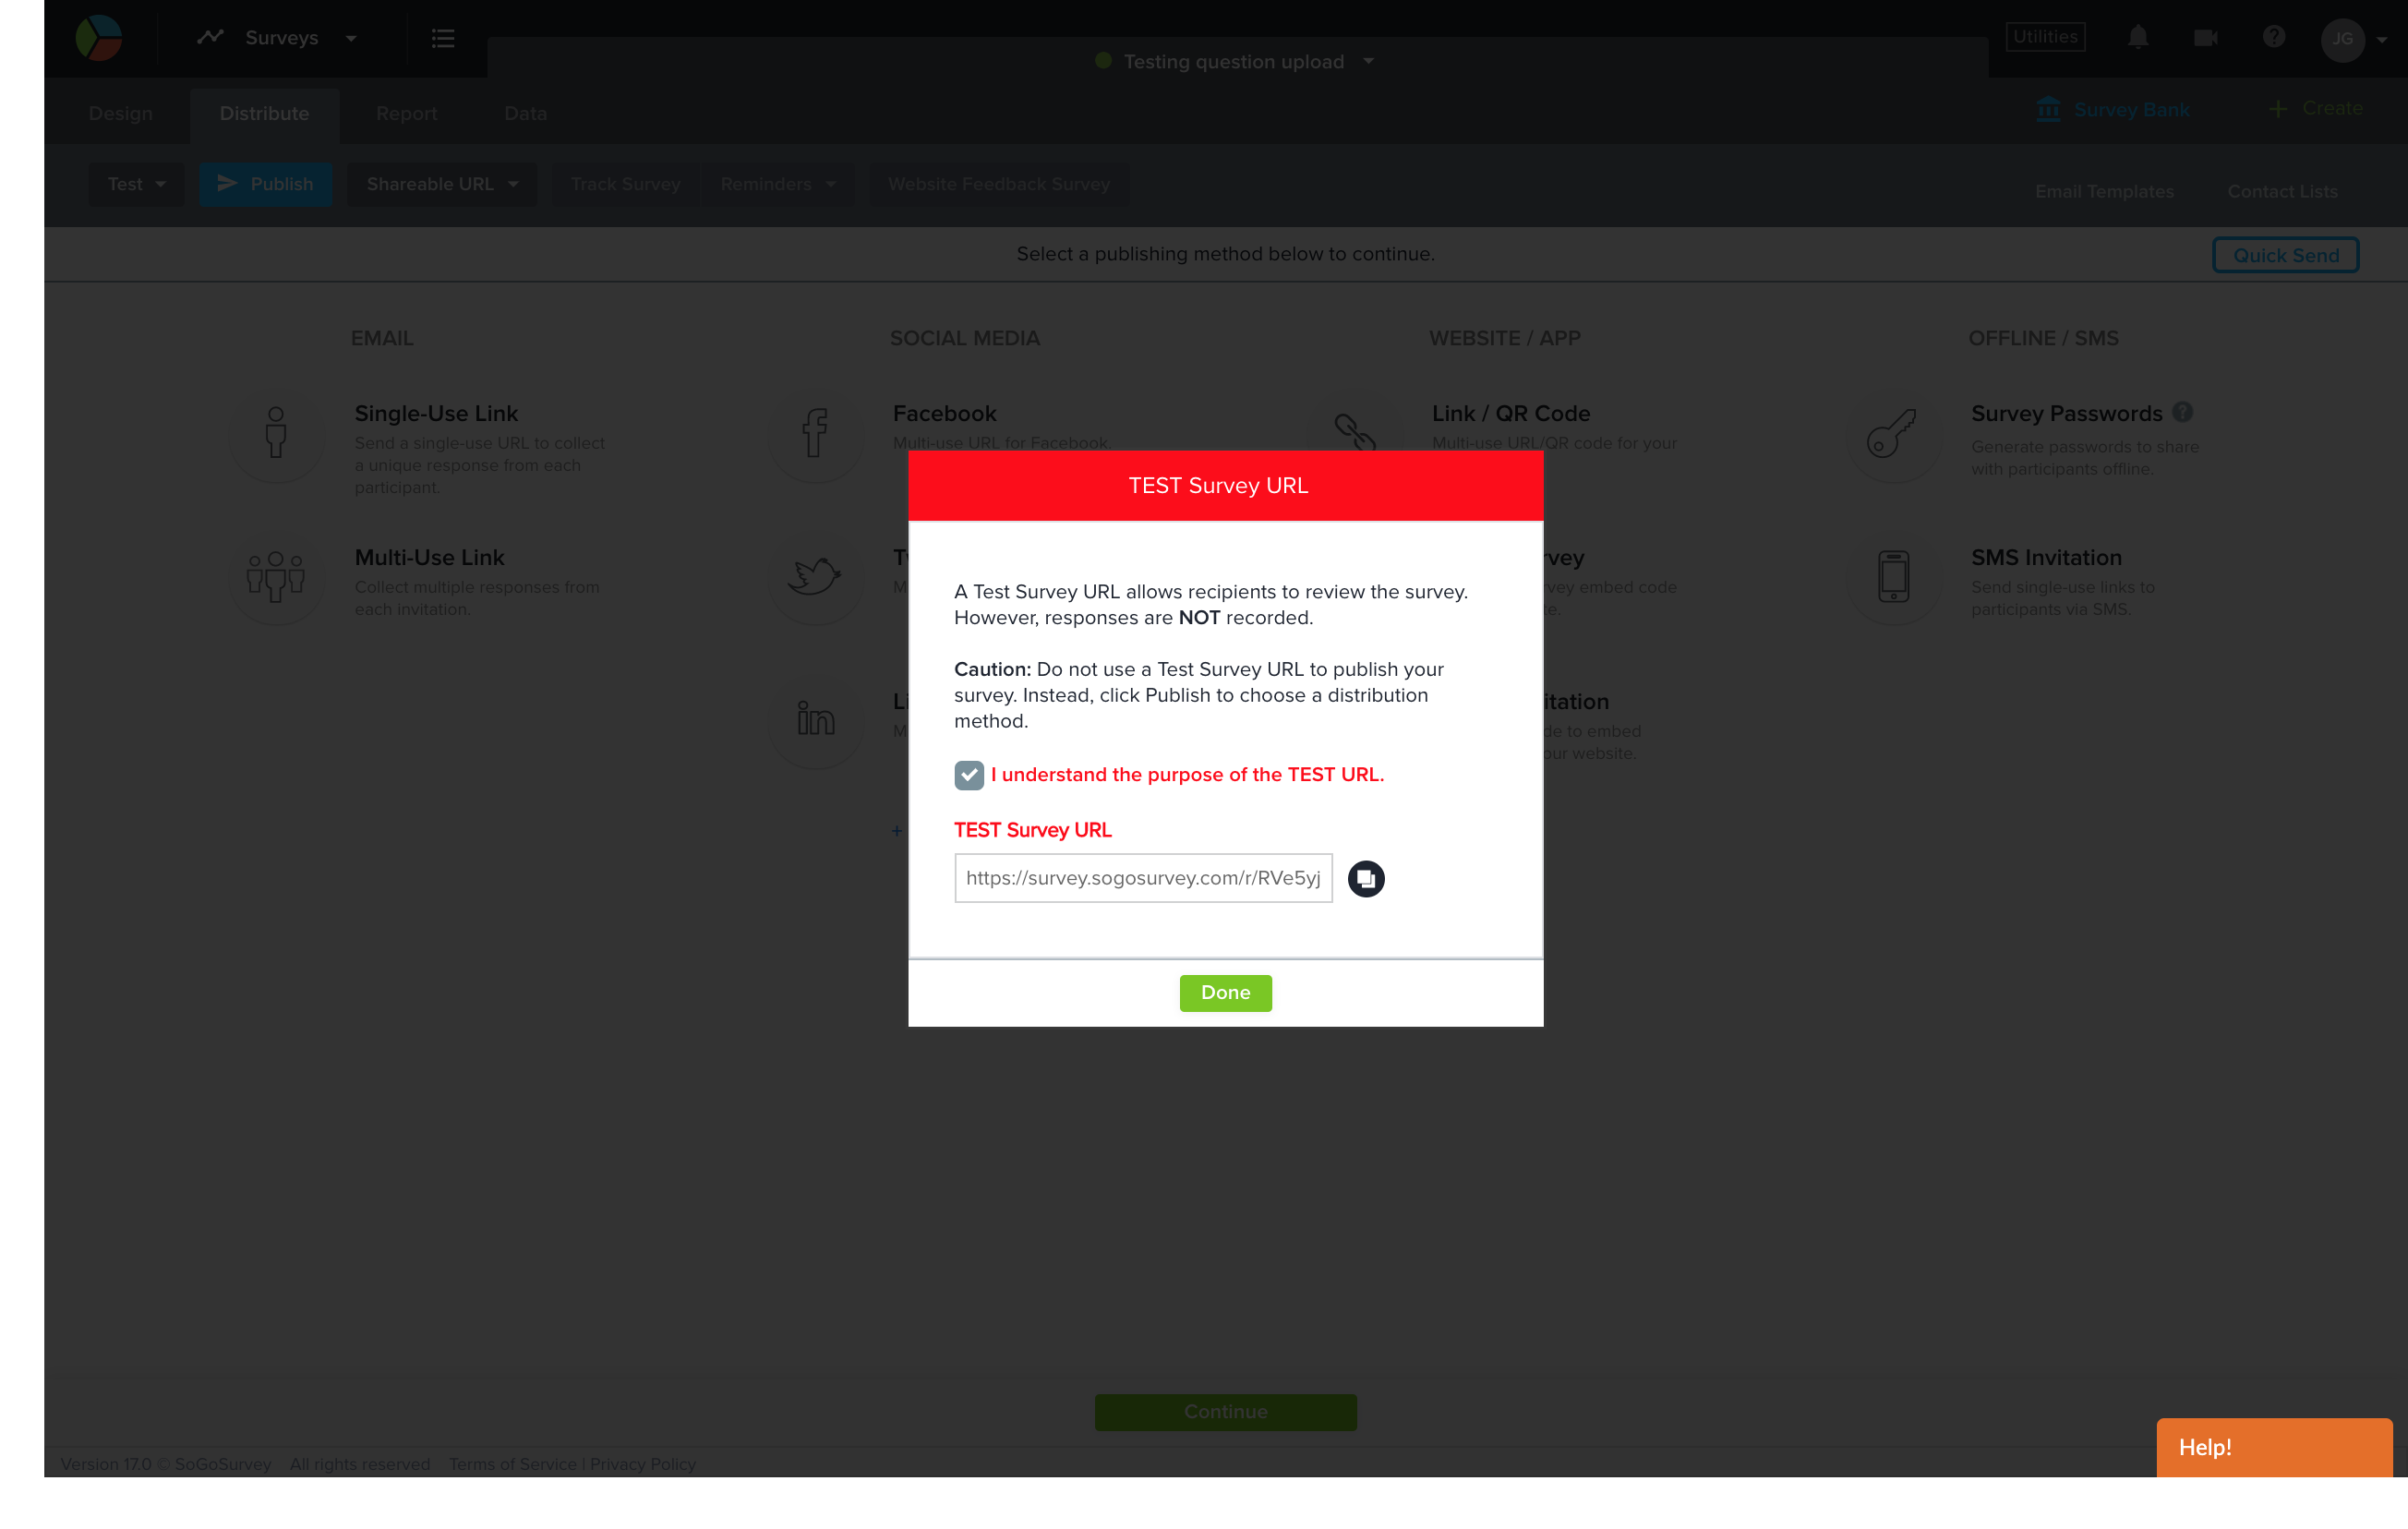 Surveys
Testing question upload
Utilities
JG
Design
Distribute
Report
Data
Survey Bank
+ Create
Test
Publish
Shareable URL
Track Survey
Reminders
Website Feedback Survey
Email Templates
Contact Lists
Select a publishing method below to continue.
Quick Send
EMAIL
SOCIAL MEDIA
WEBSITE / APP
OFFLINE / SMS
Single-Use Link
Send a single-use URL to collect
a unique response from each
participant.
Facebook
Multi-use URL for Facebook.
Link / QR Code
Multi-use URL/QR code for your
Survey Passwords ?
Generate passwords to share
with participants offline.
Multi-Use Link
Collect multiple responses from
each invitation.
SMS Invitation
Send single-use links to
participants via SMS.
in
rvey
vey embed code
te.
itation
de to embed
our website.
TEST Survey URL
A Test Survey URL allows recipients to review the survey.
However, responses are NOT recorded.
Caution: Do not use a Test Survey URL to publish your
survey. Instead, click Publish to choose a distribution
method.
I understand the purpose of the TEST URL.
TEST Survey URL
https://survey.sogosurvey.com/r/RVe5yj
Done
Continue
Help!
Version 17.0 © SoGoSurvey All rights reserved Terms of Service | Privacy Policy